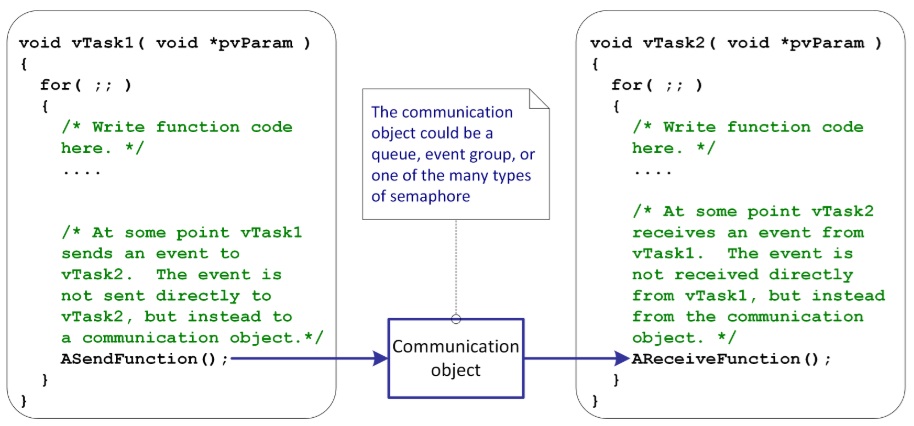 void vTask1( void *pvParam )
{
for( ;; )
{
/* Write function code
here. */
....
/* At some point vTask1
sends an event to
vTask2.  The event is
not sent directly to
vTask2, but instead to
a communication object.*/
ASendFunction();
}
}
The communication
object could be a
queue, event group, or
one of the many types
of semaphore
Communication
object
void vTask2( void *pvParam )
{
for( ;; )
{
/* Write function code
here. */
....
/* At some point vTask2
receives an event from
vTask1.  The event is
not received directly
from vTask1, but instead
from the communication
object. */
AReceiveFunction();
}
}